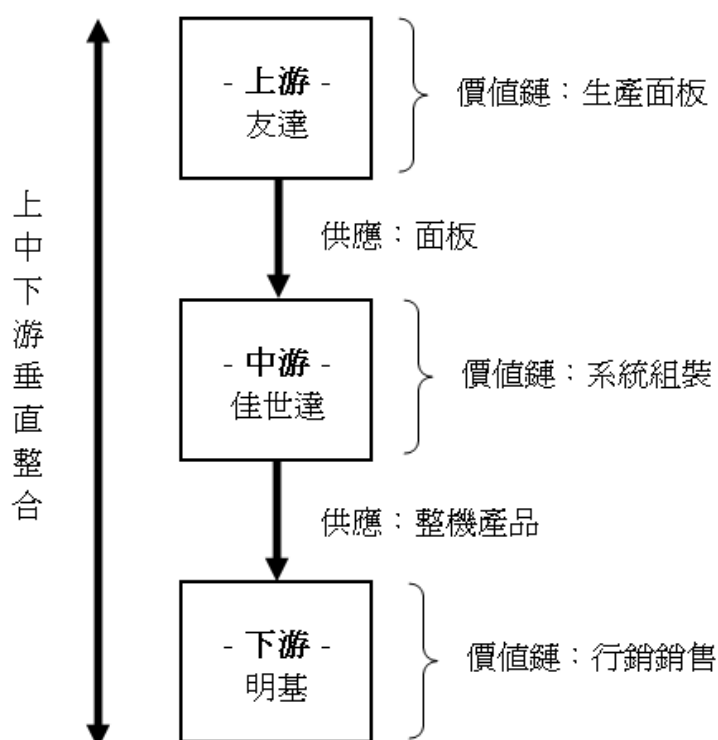 - 上游 -
友達
價值鏈：生產面板
供應：面板
上中下游垂直整合
- 中游 -
佳世達
價值鏈：系統組裝
供應：整機產品
- 下游 -
明基
價值鏈：行銷銷售